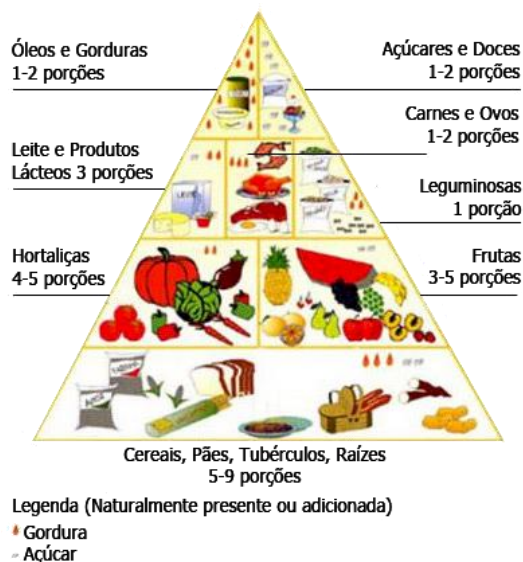 Óleos e Gorduras
1-2 porções
Açúcares e Doces
1-2 porções
Carnes e Ovos
1-2 porções
Leite e Produtos
Lácteos 3 porções
Leguminosas
1 porção
Hortaliças
4-5 porções
Frutas
3-5 porções
Cereais, Pães, Tubérculos, Raízes
5-9 porções
Legenda (Naturalmente presente ou adicionada)
Gordura
Açúcar